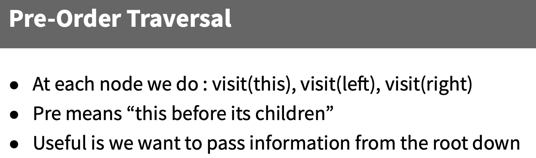 Pre-Order Traversal
● At each node we do : visit(this), visit(left), visit(right)
● Pre means “this before its children”
● Useful is we want to pass information from the root down